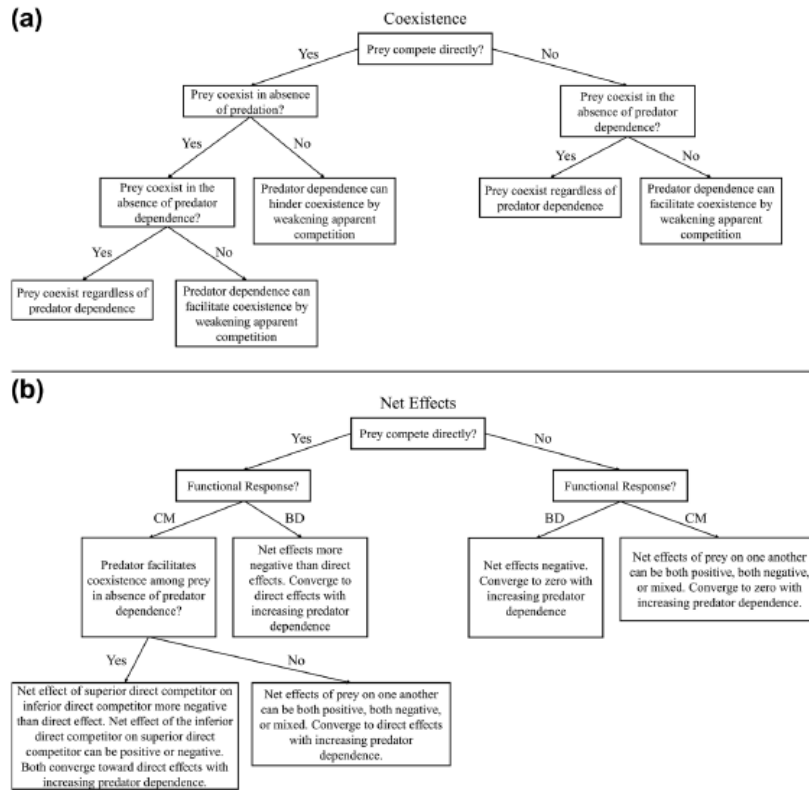 (a)
Coexistence
Prey compete directly?
Yes
No
Prey coexist in absence
of predation?
Prey coexist in the
absence of predator
dependence?
Yes
No
Yes
No
Prey coexist in the
absence of predator
dependence?
Predator dependence can
hinder coexistence by
weakening apparent
competition
Prey coexist regardless of
predator dependence
Predator dependence can
facilitate coexistence by
weakening apparent
competition
Yes
No
Prey coexist regardless of
predator dependence
Predator dependence can
facilitate coexistence by
weakening apparent
competition
(b)
Net Effects
Prey compete directly?
Yes
No
Functional Response?
Functional Response?
CM
BD
BD
CM
Predator facilitates
coexistence among prey
in absence of predator
dependence?
Net effects more
negative than direct
effects. Converge to
direct effects with
increasing predator
dependence
Net effects negative.
Converge to zero with
increasing predator
dependence
Net effects of prey on one another
can be both positive, both negative,
or mixed. Converge to zero with
increasing predator dependence.
Yes
No
Net effect of superior direct competitor on
inferior direct competitor more negative
than direct effect. Net effect of the inferior
direct competitor on superior direct
competitor can be positive or negative.
Both converge toward direct effects with
increasing predator dependence.
Net effects of prey on one another
can be both positive, both negative,
or mixed. Converge to direct effects
with increasing predator
dependence.